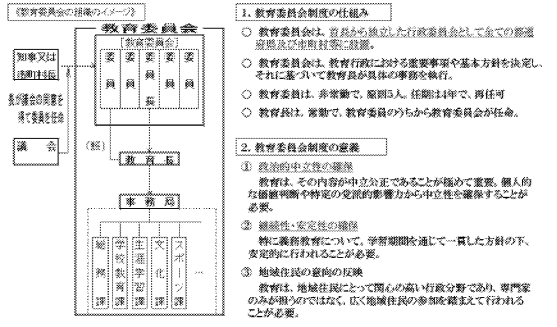 《教育委員会の組織のイメージ》
教育委員会
［教育委員会］
委員
委員
委員長
委員
委員
知事又は
市町村長
長が議会の同意を
得て委員を任命
議会
教育長
事務局
総務課
学校教育課
生涯学習課
文化課
スポーツ課
…
1．教育委員会制度の仕組み
○ 教育委員会は、首長から独立した行政委員会として全ての都道
府県及び市町村等に設置。
○ 教育委員会は、教育行政における重要事項や基本方針を決定し、
それに基づいて教育長が具体の事務を執行。
○ 教育委員は、非常勤で、原則5人。任期は4年で、再任可
○ 教育長は、常勤で、教育委員のうちから教育委員会が任命。
2．教育委員会制度の意義
① 政治的中立性の確保
教育は、その内容が中立公正であることが極めて重要。個人的
な価値判断や特定の党派的影響力から中立性を確保することが
必要。
② 継続性・安定性の確保
特に義務教育について、学習期間を通じて一貫した方針の下、
安定的に行われることが必要。
③ 地域住民の意向の反映
教育は、地域住民にとって関心の高い行政分野であり、専門家
のみが担うのではなく、広く地域住民の参加を踏まえて行われる
ことが必要。